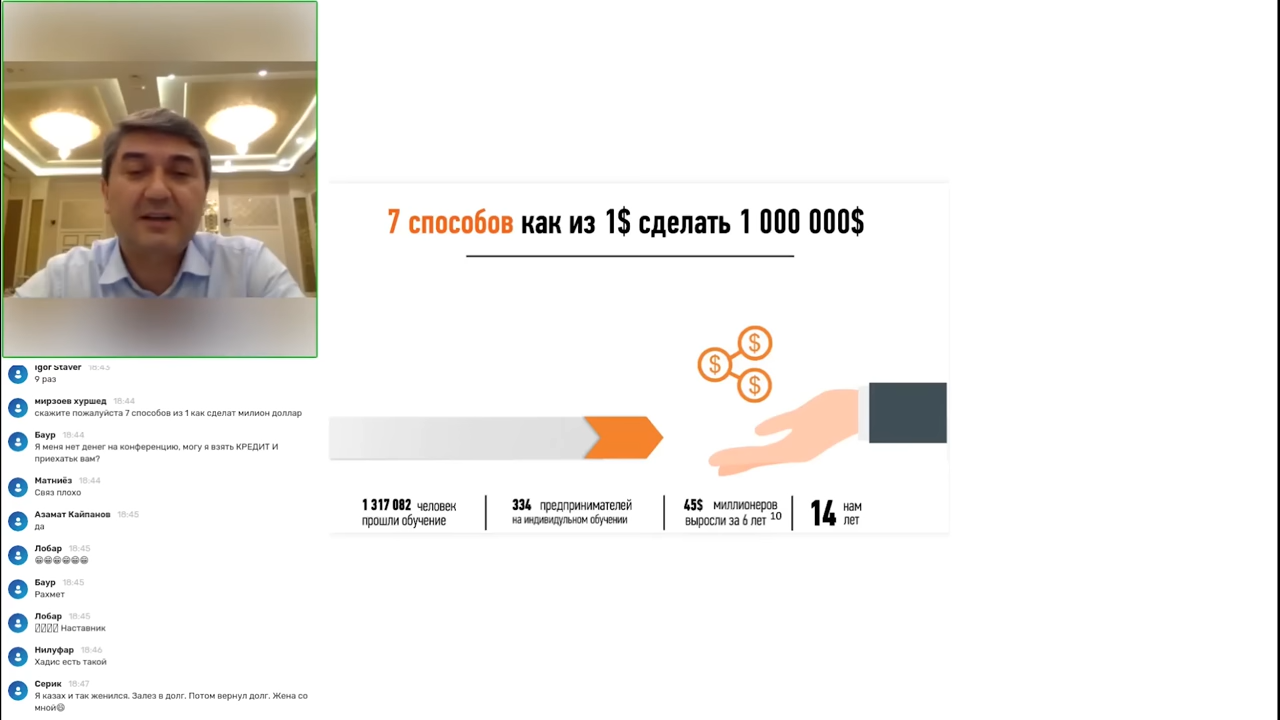 Igor Staver 18:43
9 раз
мирзоев хуршед 18:44
скажите пожалуйста 7 способов из 1 как сделат милион доллар
Баур 18:44
Я меня нет денег на конференцию, могу я взять КРЕДИТ И
приехатьк вам?
Матниёз 18:44
Связ плохо
Азамат Кайпанов 18:45
да
Лобар 18:45
😁😁😁😁😁😁
Баур 18:45
Рахмет
Лобар 18:45
Наставник
Нилуфар 18:46
Хадис есть такой
Серик 18:47
Я казах и так женился. Залез в долг. Потом вернул долг. Жена со
мной😄
7 способов как из 1$ сделать 1 000 000$
$
$
$
1 317 082 человек
прошли обучение
334 предпринимателей
на индивидульном обучении
45$ миллионеров
выросли за 6 лет 10
14 нам
лет